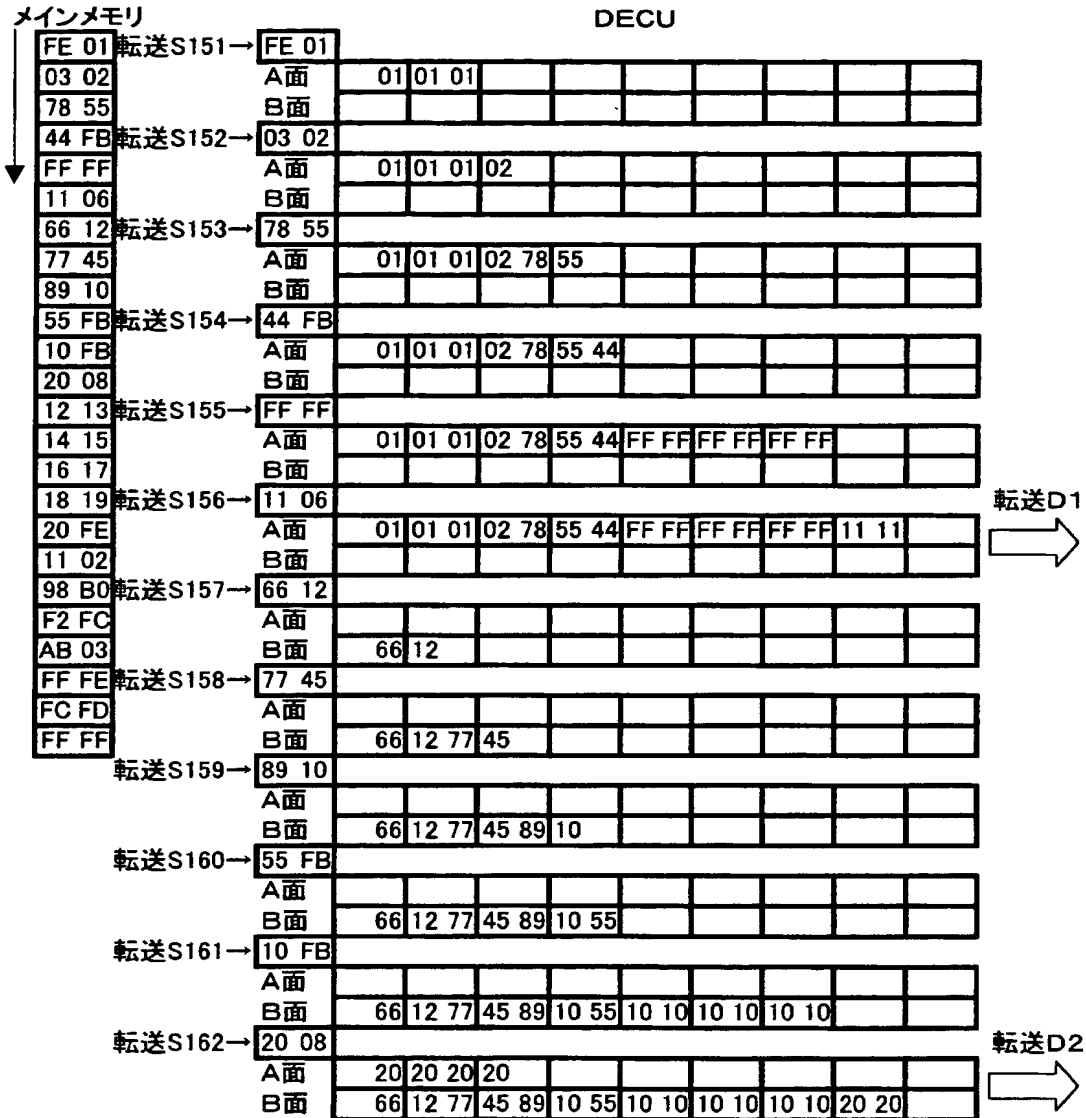 メインメモリ DECU
FE 01 転送S151→ FE 01
03 02 A面 01 01 01
78 55 B面
44 FB 転送S152→ 03 02
FF FF A面 01 01 01 02
11 06 B面
66 12 転送S153→ 78 55
77 45 A面 01 01 01 02 78 55
89 10 B面
55 FB 転送S154→ 44 FB
10 FB A面 01 01 01 02 78 55 44
20 08 B面
12 13 転送S155→ FF FF
14 15 A面 01 01 01 02 78 55 44 FF FF FF FF FF FF
16 17 B面
18 19 転送S156→ 11 06 転送D1
20 FE A面 01 01 01 02 78 55 44 FF FF FF FF FF FF 11 11
11 02 B面
98 B0 転送S157→ 66 12
F2 FC A面
AB 03 B面 66 12
FF FE 転送S158→ 77 45
FC FD A面
FF FF B面 66 12 77 45
転送S159→ 89 10
A面
B面 66 12 77 45 89 10
転送S160→ 55 FB
A面
B面 66 12 77 45 89 10 55
転送S161→ 10 FB
A面
B面 66 12 77 45 89 10 55 10 10 10 10 10 10
転送S162→ 20 08 転送D2
A面 20 20 20 20
B面 66 12 77 45 89 10 55 10 10 10 10 10 10 20 20